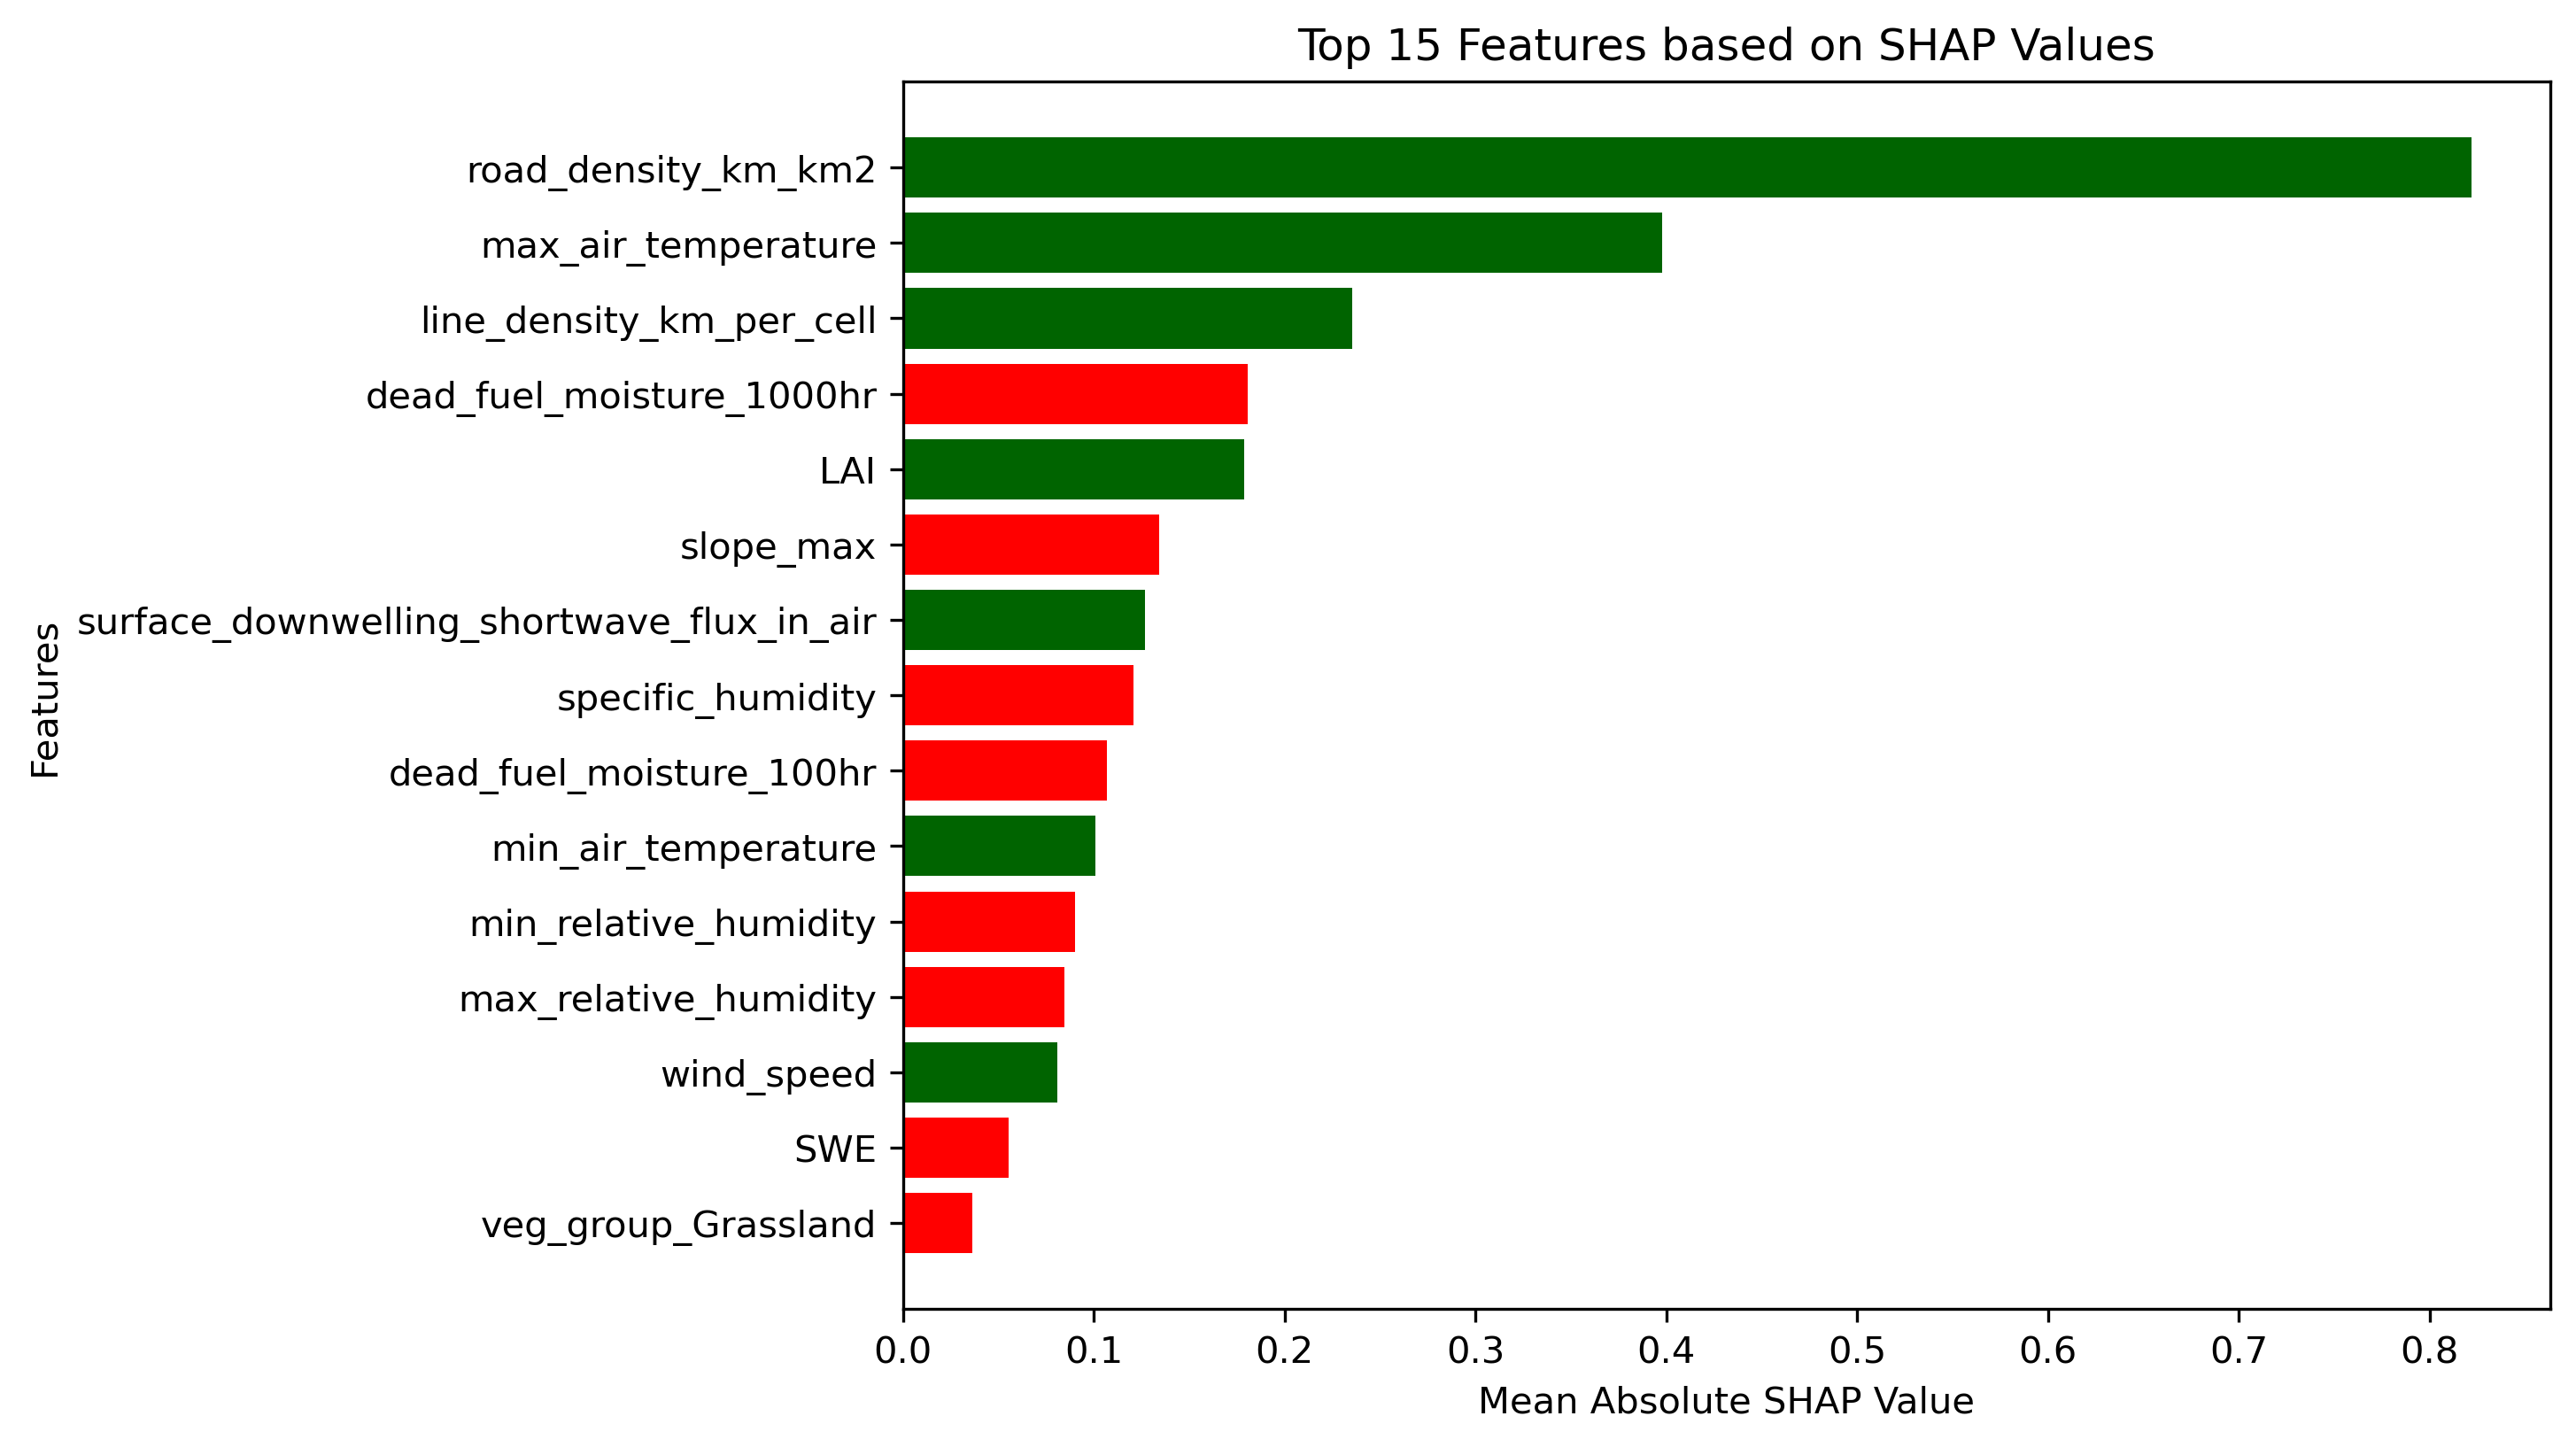 Top 15 Features based on SHAP Values
road_density_km_km2
max_air_temperature
line_density_km_per_cell
dead_fuel_moisture_1000hr
LAI
slope_max
surface_downwelling_shortwave_flux_in_air
specific_humidity
dead_fuel_moisture_100hr
min_air_temperature
min_relative_humidity
max_relative_humidity
wind_speed
SWE
veg_group_Grassland
Features
0.0 0.1 0.2 0.3 0.4 0.5 0.6 0.7 0.8
Mean Absolute SHAP Value